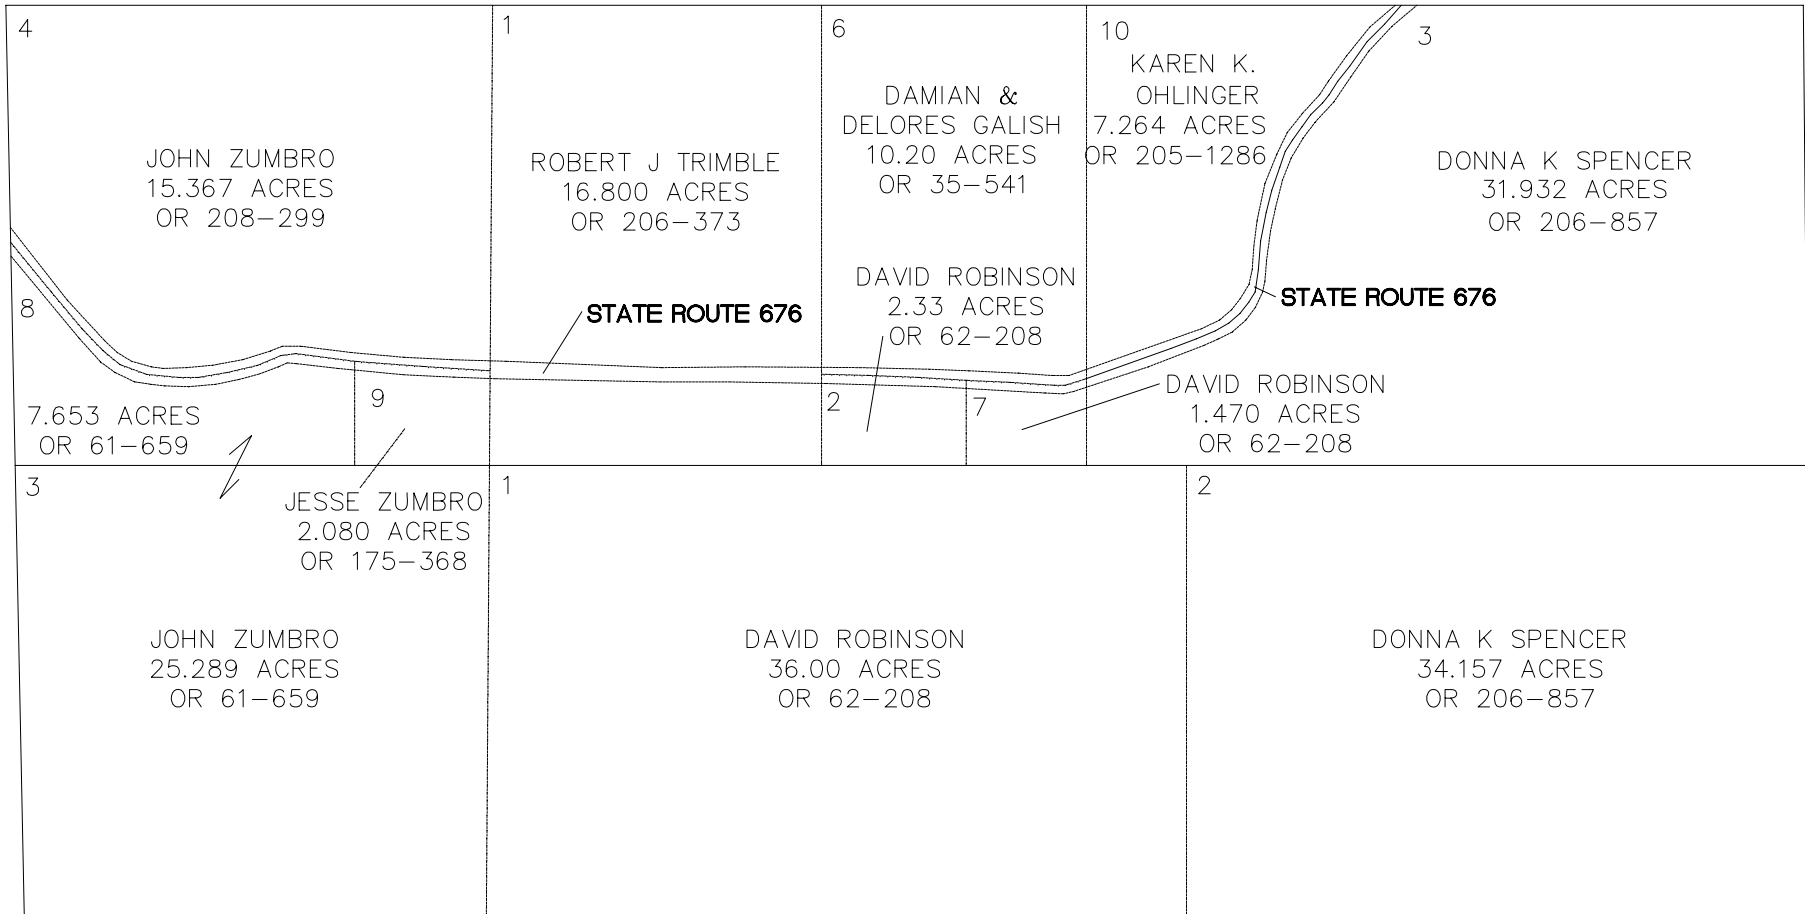 4
JOHN ZUMBRO
15.367 ACRES
OR 208-299
1
ROBERT J TRIMBLE
16.800 ACRES
OR 206-373
6
DAMIAN &
DELORES GALISH
10.20 ACRES
OR 35-541
10
KAREN K.
OHLINGER
7.264 ACRES
OR 205-1286
3
DONNA K SPENCER
31.932 ACRES
OR 206-857
STATE ROUTE 676
DAVID ROBINSON
2.33 ACRES
OR 62-208
STATE ROUTE 676
8
7.653 ACRES
OR 61-659
9
2
7
DAVID ROBINSON
1.470 ACRES
OR 62-208
3
JESSE ZUMBRO
2.080 ACRES
OR 175-368
JOHN ZUMBRO
25.289 ACRES
OR 61-659
1
DAVID ROBINSON
36.00 ACRES
OR 62-208
2
DONNA K SPENCER
34.157 ACRES
OR 206-857